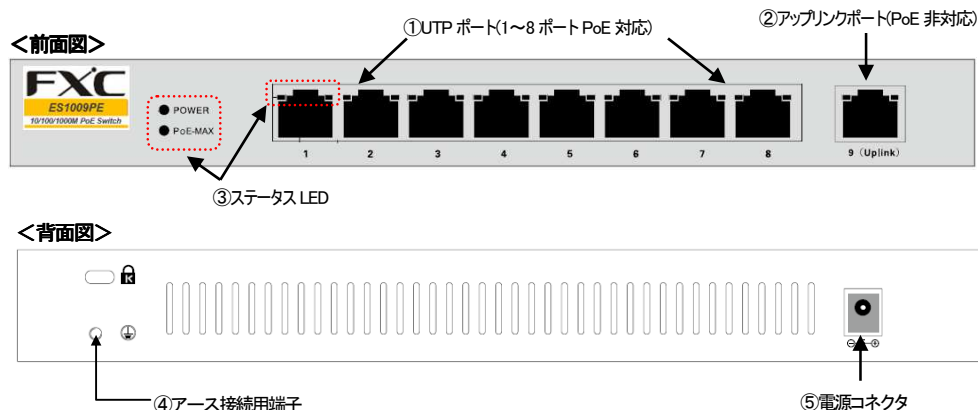 ①UTP ポート(1～8 ポート PoE 対応)
②アップリンクポート(PoE 非対応)
＜前面図＞
FXC
ES1009PE
10/100/1000M PoE Switch
POWER
PoE-MAX
1 2 3 4 5 6 7 8 9 (Uplink)
③ステータス LED
＜背面図＞
K
④アース接続用端子
⑤電源コネクタ